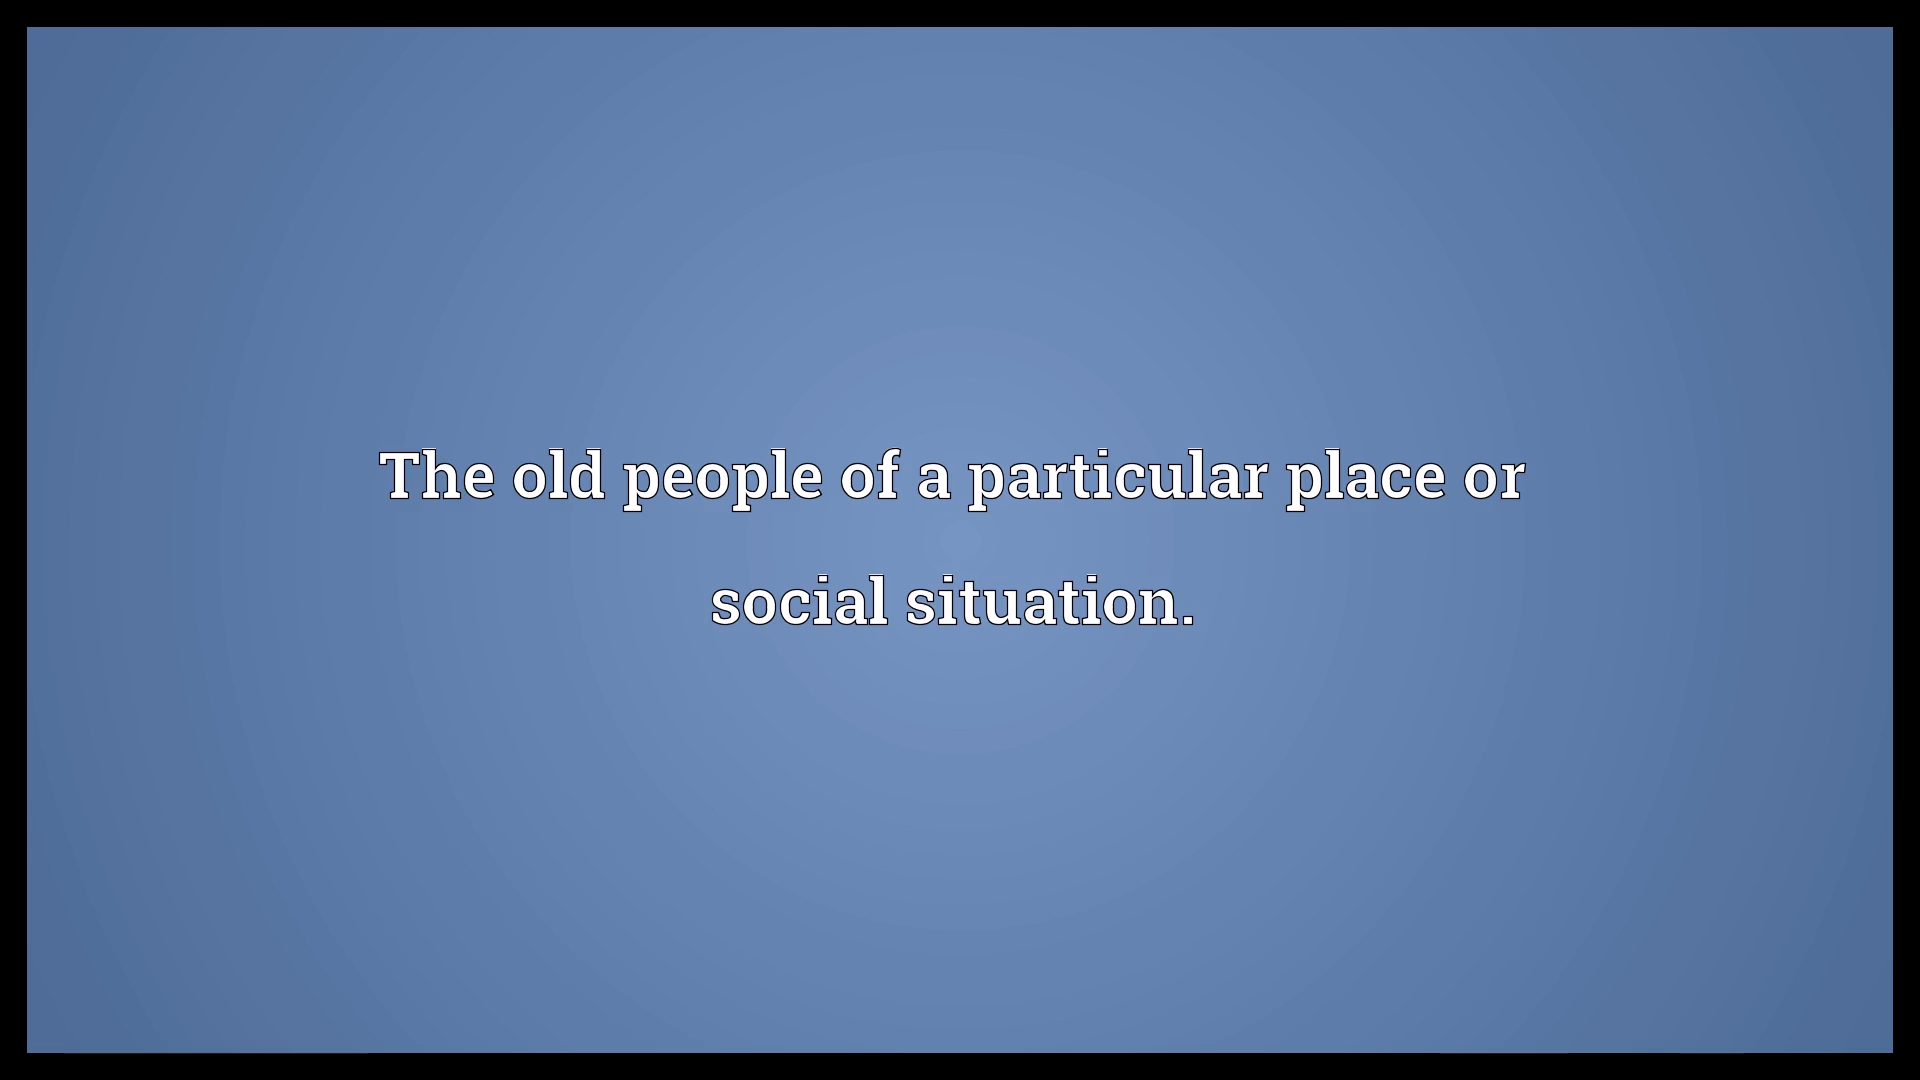 The old people of a particular place or
social situation.